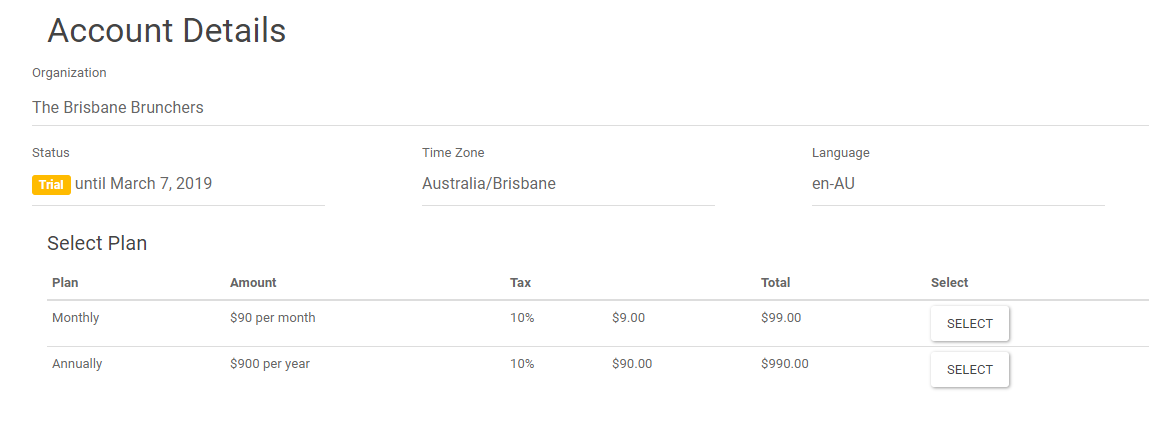 Account Details
Organization
The Brisbane Brunchers
Status Time Zone Language
Trial until March 7, 2019 Australia/Brisbane en-AU
Select Plan
Plan Amount Tax Total Select
Monthly $90 per month 10% $9.00 $99.00 SELECT
Annually $900 per year 10% $90.00 $990.00 SELECT